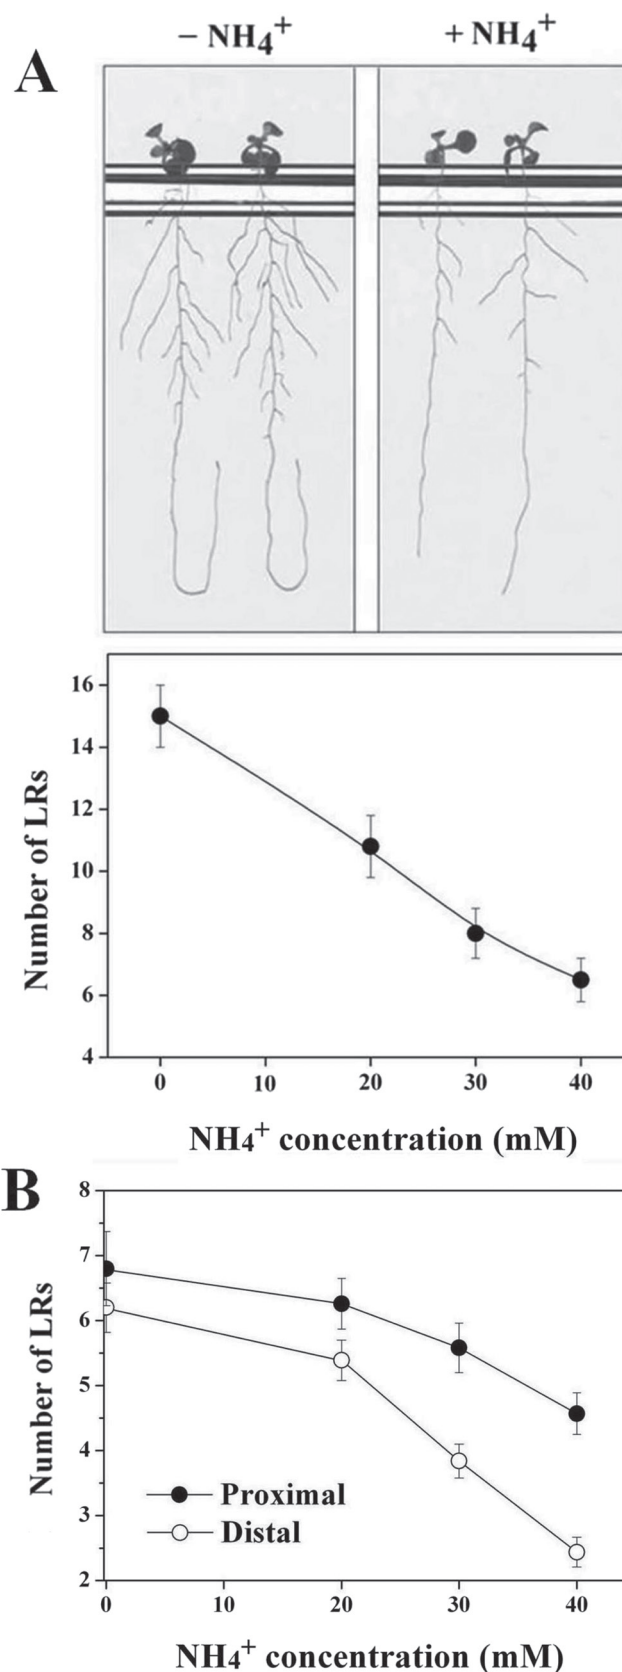 − NH4+ + NH4+
A
16
14
12
10
8
6
4
Number of LRs
0 10 20 30 40
NH4+ concentration (mM)
B
8
7
6
5
4
3
2
Number of LRs
Proximal
Distal
0 10 20 30 40
NH4+ concentration (mM)